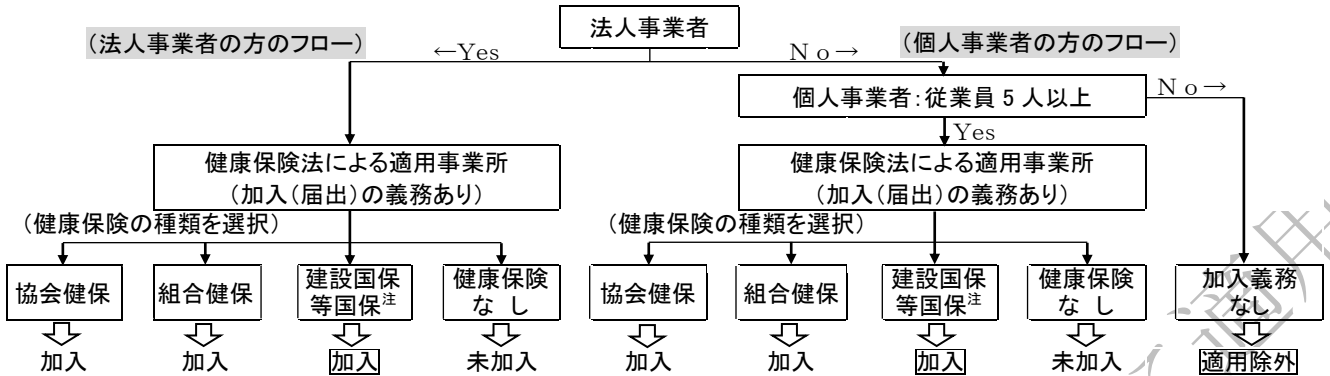 法人事業者
(法人事業者の方のフロー)
←Yes
No→
(個人事業者の方のフロー)
個人事業者:従業員5人以上
No→
Yes
健康保険法による適用事業所
(加入(届出)の義務あり)
健康保険法による適用事業所
(加入(届出)の義務あり)
(健康保険の種類を選択)
(健康保険の種類を選択)
協会健保
組合健保
建設国保
等国保注
健康保険
なし
協会健保
組合健保
建設国保
等国保注
健康保険
なし
加入義務
なし
加入
加入
加入
未加入
加入
加入
加入
未加入
適用除外
適用